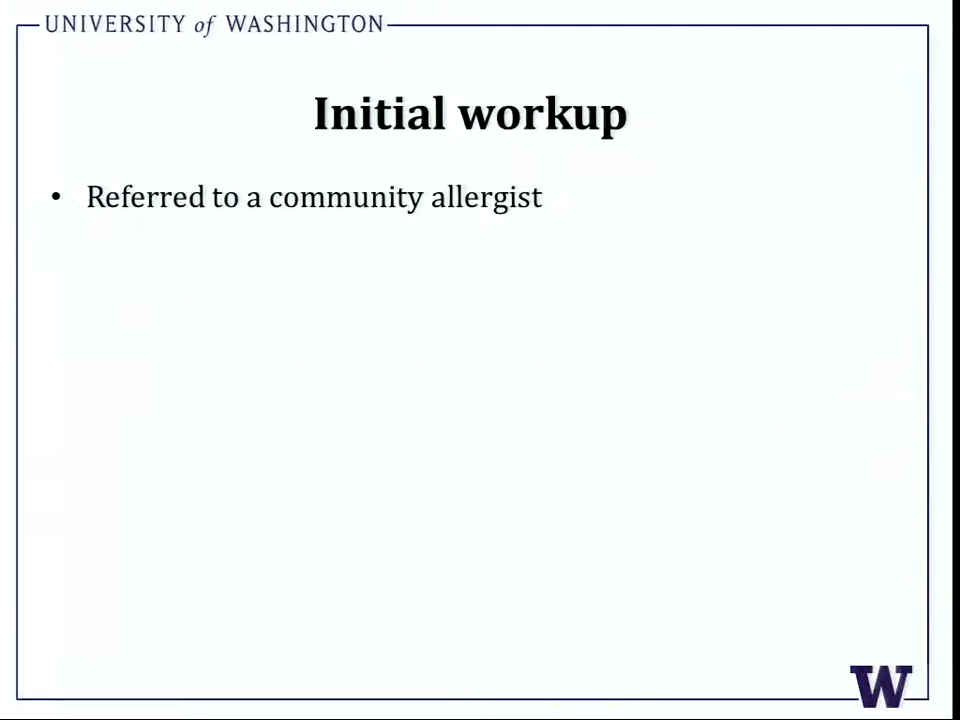 UNIVERSITY of WASHINGTON
Initial workup
• Referred to a community allergist
W